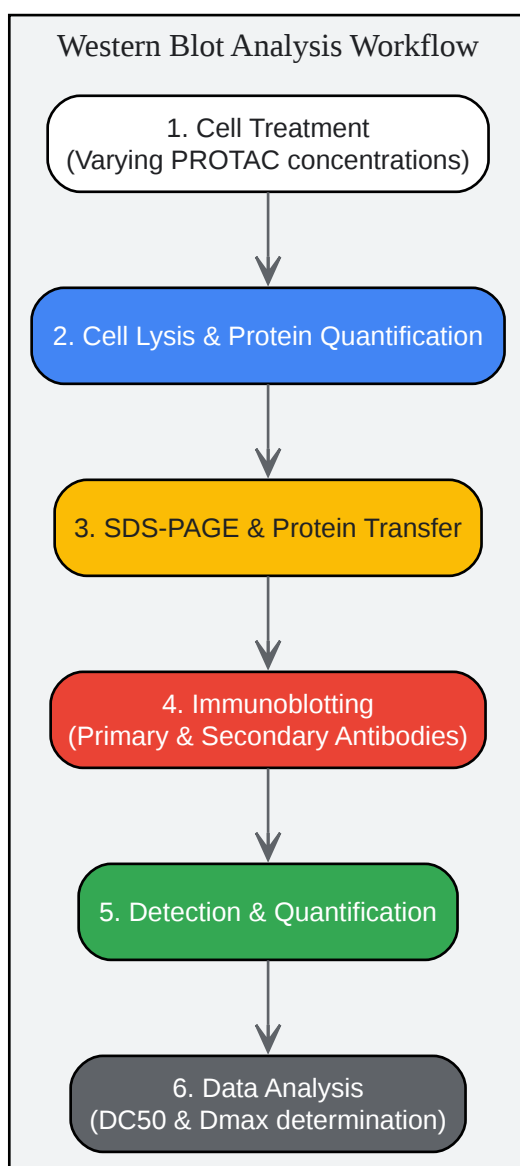 Western Blot Analysis Workflow
1. Cell Treatment
(Varying PROTAC concentrations)
2. Cell Lysis & Protein Quantification
3. SDS-PAGE & Protein Transfer
4. Immunoblotting
(Primary & Secondary Antibodies)
5. Detection & Quantification
6. Data Analysis
(DC50 & Dmax determination)